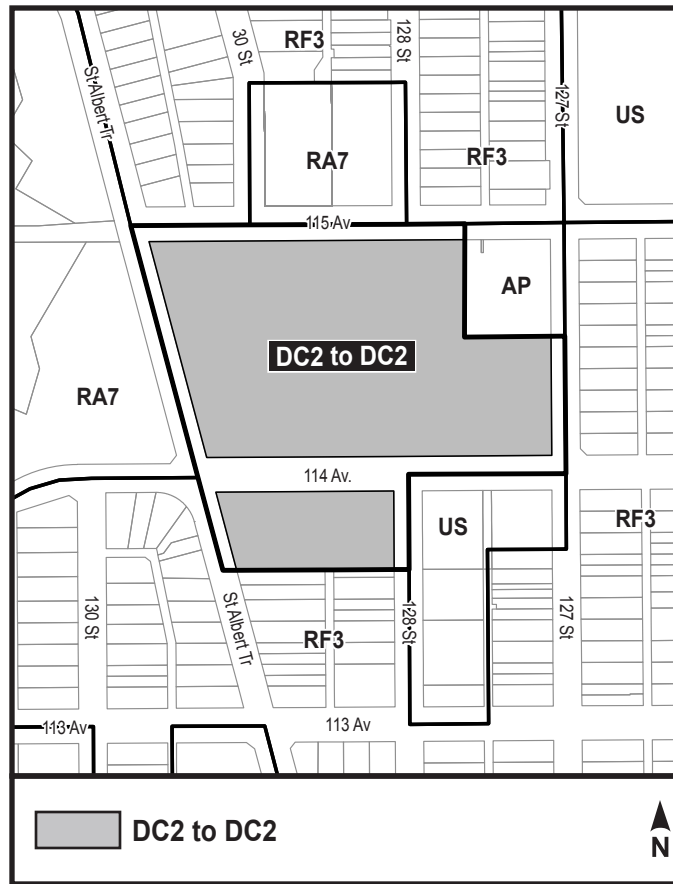 RF3
30 St
128 St
St Albert Tr
127 St
US
RA7
RF3
115 Av
AP
DC2 to DC2
RA7
114 Av.
US
RF3
130 St
St Albert Tr
RF3
128 St
127 St
113 Av
113 Av
DC2 to DC2
N